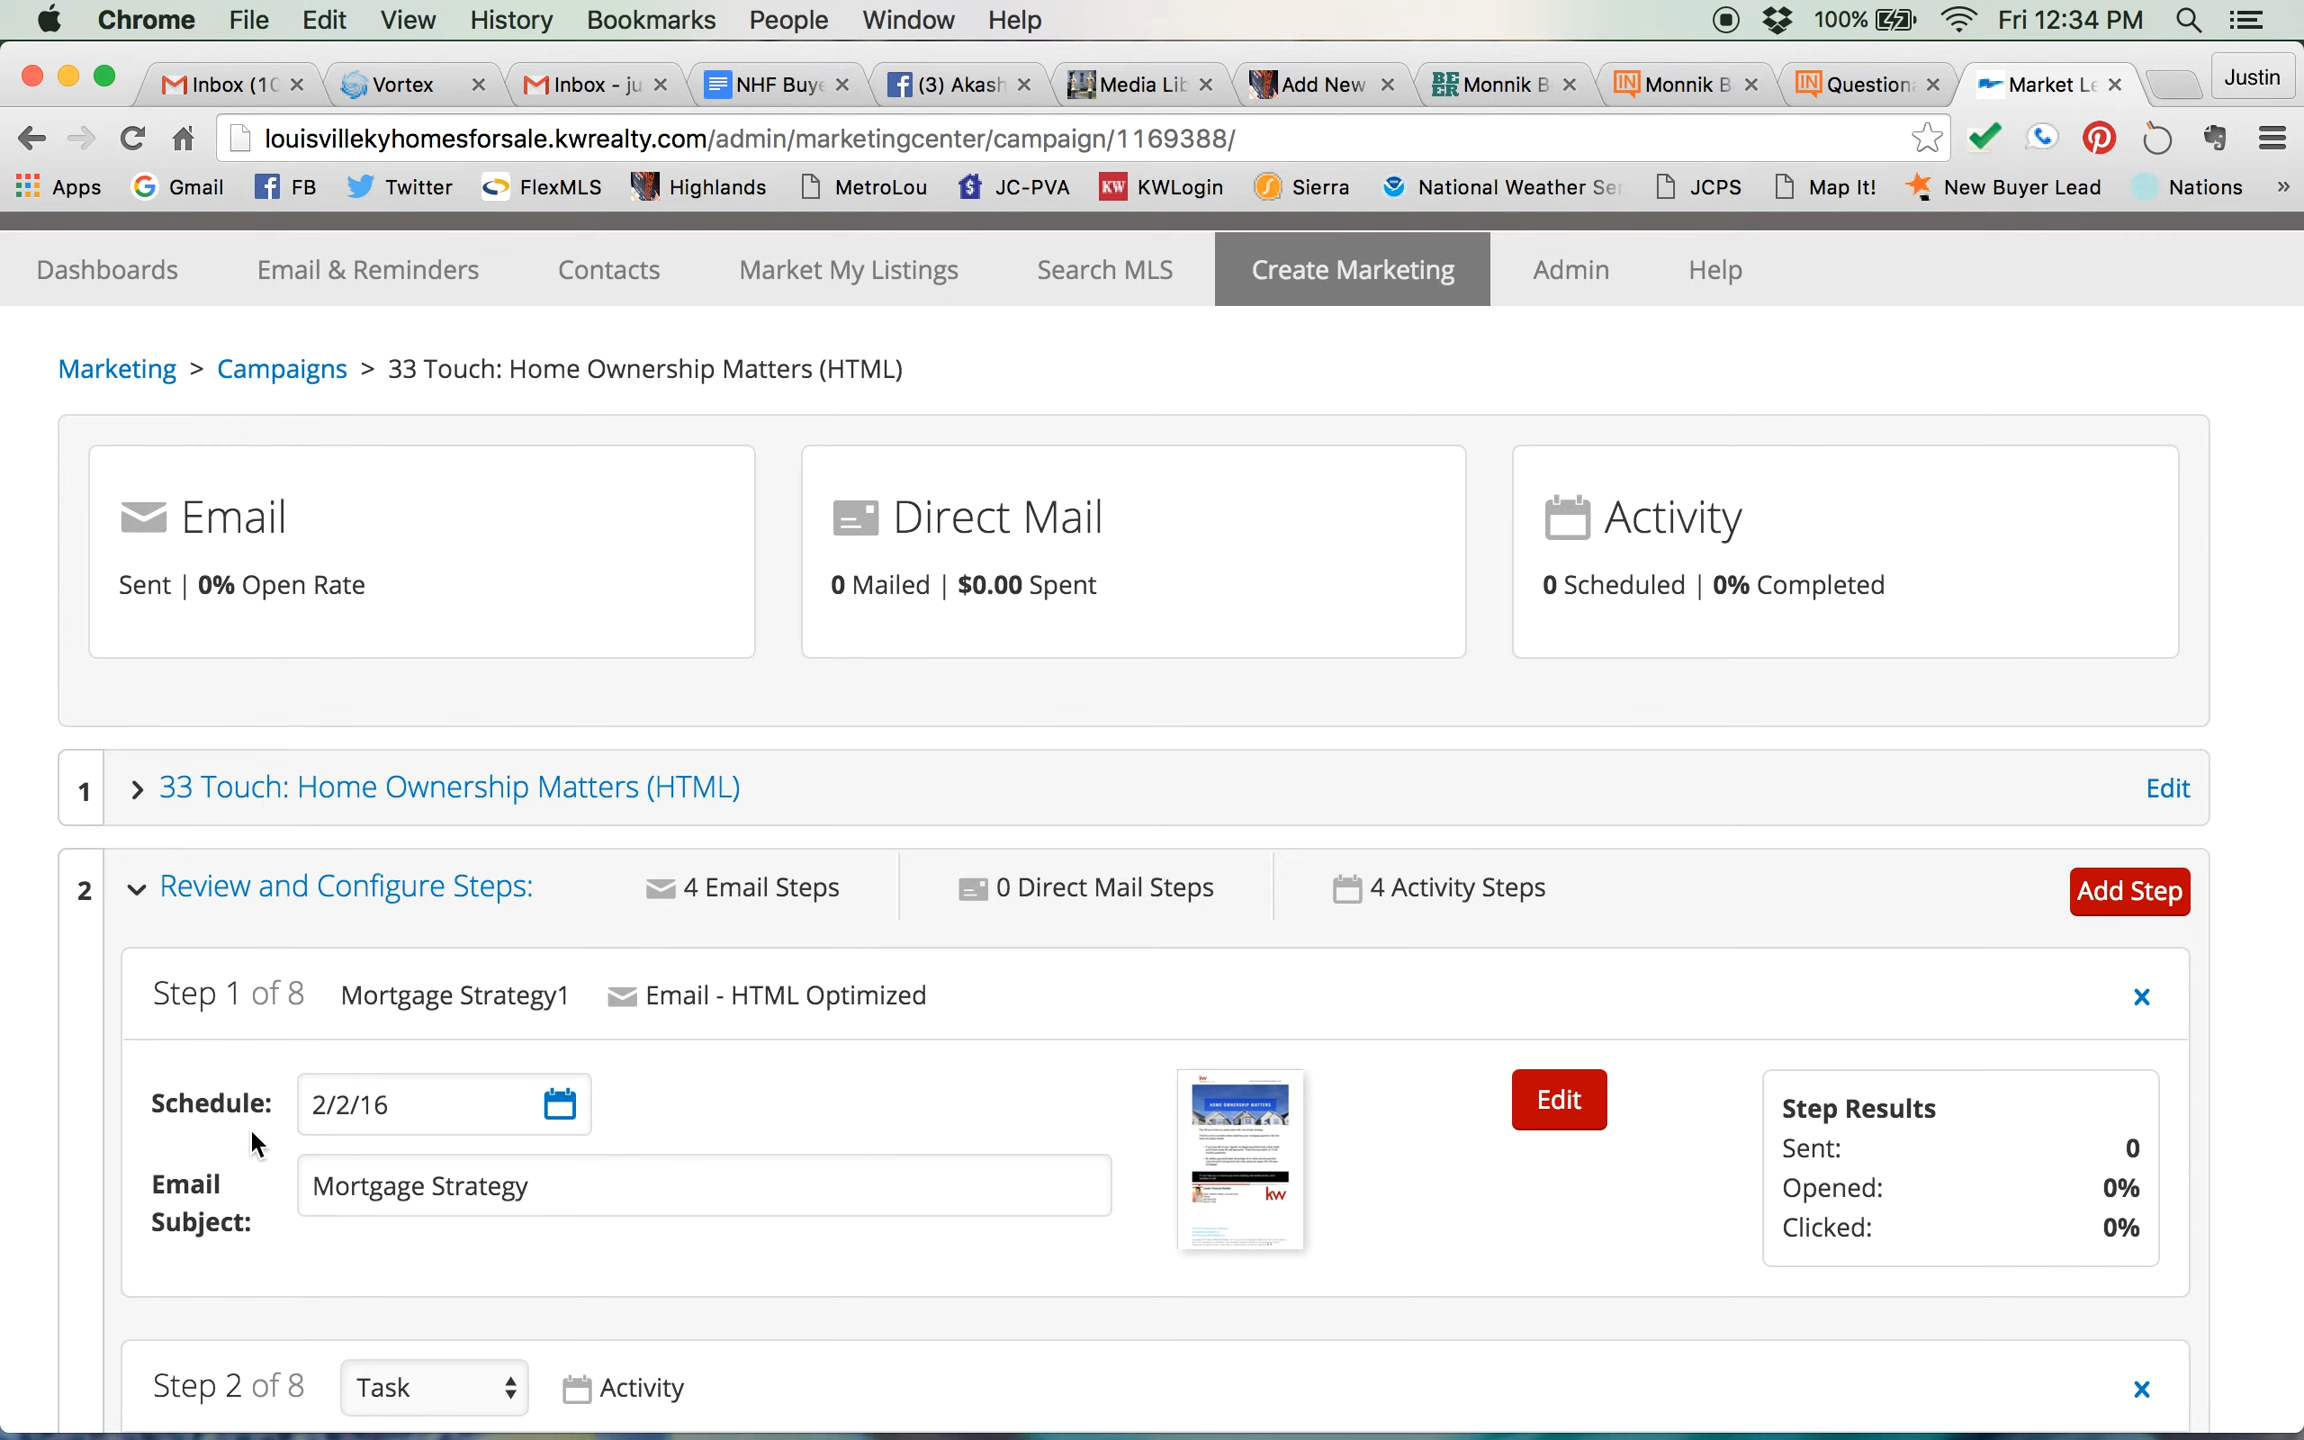 Chrome File Edit View History Bookmarks People Window Help 100% Fri 12:34 PM
Inbox (10 Vortex Inbox - ju NHF Buye (3) Akash Media Lib Add New Monnik B Monnik B Question Market Le Justin
louisvillekyhomesforsale.kwrealty.com/admin/marketingcenter/campaign/1169388/
Apps Gmail FB Twitter FlexMLS Highlands MetroLou JC-PVA KWLogin Sierra National Weather Ser JCPS Map It! New Buyer Lead Nations »
Dashboards Email & Reminders Contacts Market My Listings Search MLS Create Marketing Admin Help
Marketing > Campaigns > 33 Touch: Home Ownership Matters (HTML)
Email Direct Mail Activity
Sent | 0% Open Rate 0 Mailed | $0.00 Spent 0 Scheduled | 0% Completed
1 33 Touch: Home Ownership Matters (HTML) Edit
2 Review and Configure Steps: 4 Email Steps 0 Direct Mail Steps 4 Activity Steps Add Step
Step 1 of 8 Mortgage Strategy1 Email - HTML Optimized x
Schedule: 2/2/16 Edit
HOME OWNERSHIP MATTERS
kw
Step Results
Sent: 0
Opened: 0%
Clicked: 0%
Email Subject: Mortgage Strategy
Step 2 of 8 Task Activity x